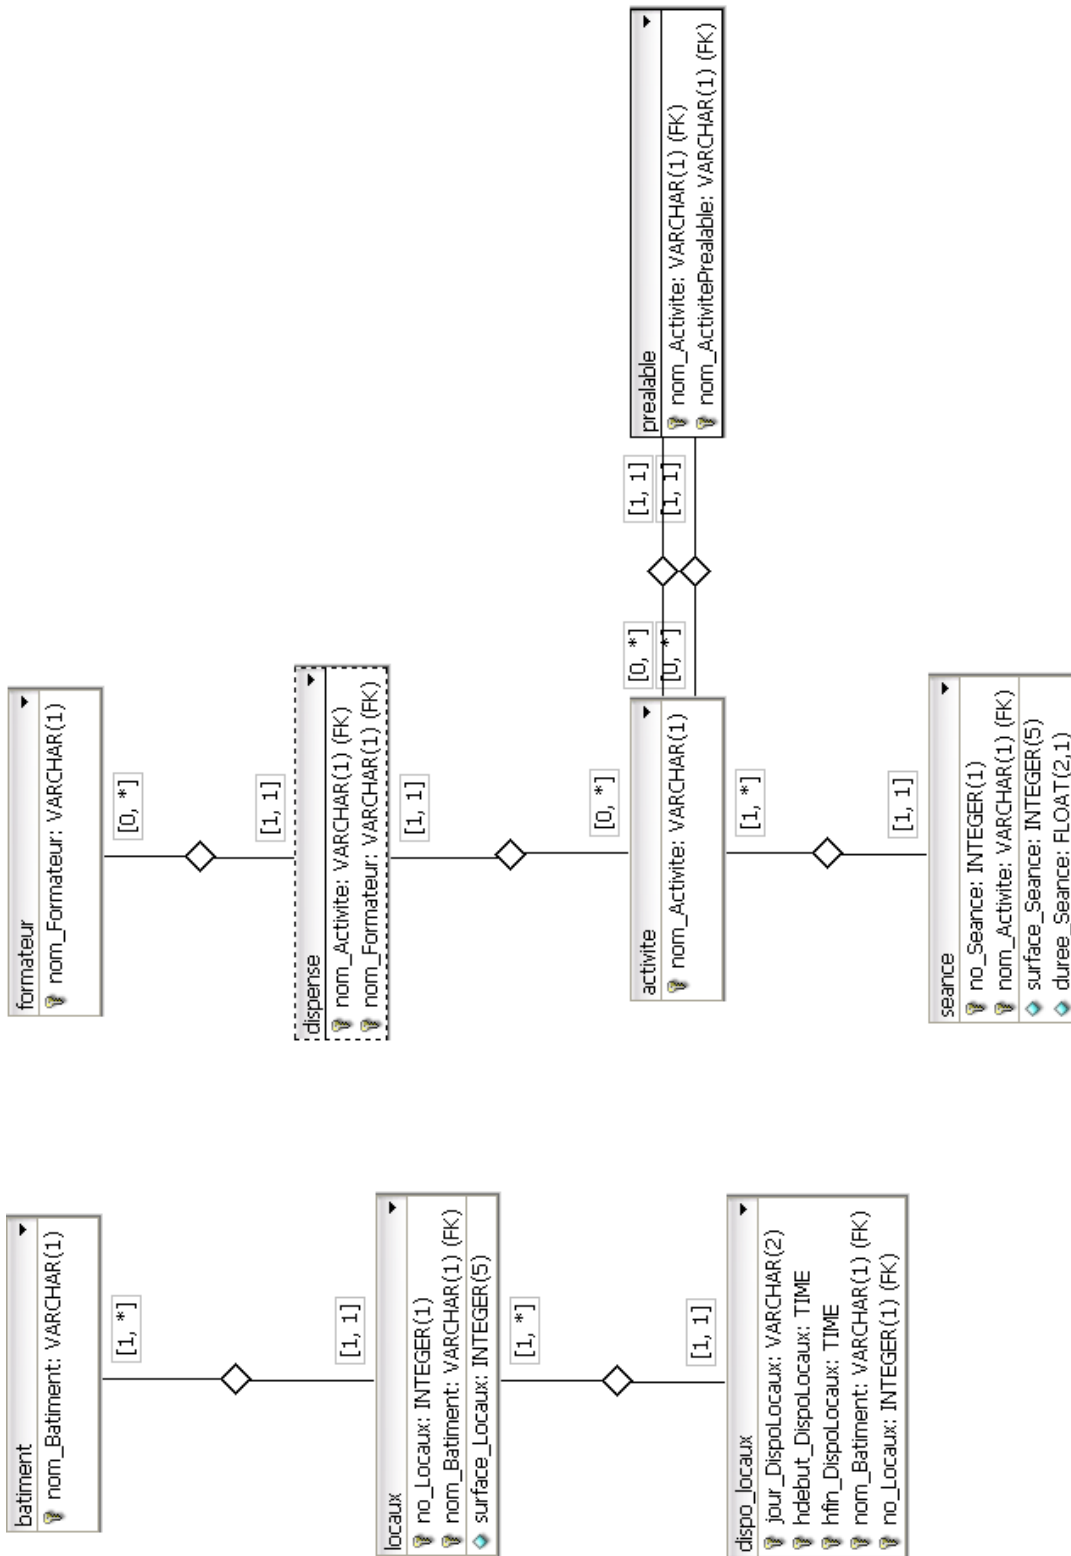 batiment
nom_Batiment: VARCHAR(1)
[1, *]
[1, 1]
locaux
no_Locaux: INTEGER(1)
nom_Batiment: VARCHAR(1) (FK)
surface_Locaux: INTEGER(5)
[1, *]
[1, 1]
dispo_locaux
jour_DispoLocaux: VARCHAR(2)
hdebut_DispoLocaux: TIME
hfin_DispoLocaux: TIME
nom_Batiment: VARCHAR(1) (FK)
no_Locaux: INTEGER(1) (FK)
formateur
nom_Formateur: VARCHAR(1)
[0, *]
[1, 1]
dispense
nom_Activite: VARCHAR(1) (FK)
nom_Formateur: VARCHAR(1) (FK)
[1, 1]
[0, *]
activite
nom_Activite: VARCHAR(1)
[0, *]
[0, *]
[1, 1]
[1, 1]
prealable
nom_Activite: VARCHAR(1) (FK)
nom_ActivitePrealable: VARCHAR(1) (FK)
[1, *]
[1, 1]
seance
no_Seance: INTEGER(1)
nom_Activite: VARCHAR(1) (FK)
surface_Seance: INTEGER(5)
duree_Seance: FLOAT(2,1)